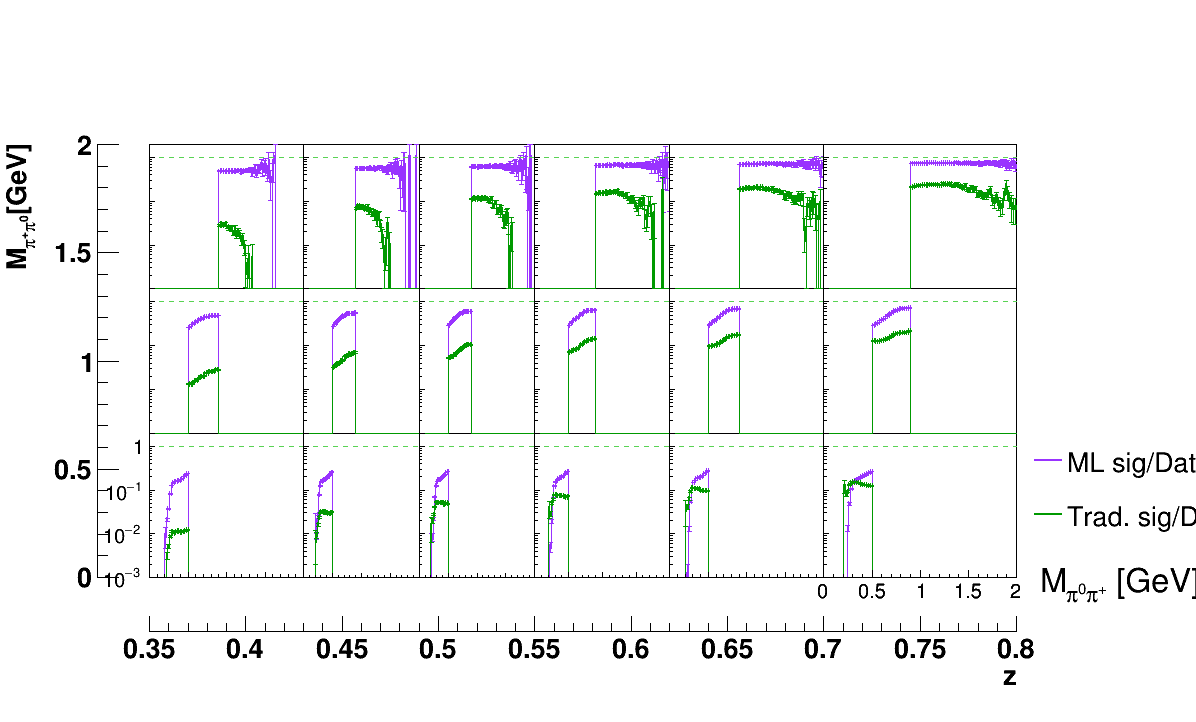 M_{π⁺π⁰}[GeV]
2
1.5
1
0.5
0
1
10⁻¹
10⁻²
10⁻³
ML sig/Dat
Trad. sig/D
0 0.5 1 1.5 2
M_{π⁰π⁺} [GeV]
0.35 0.4 0.45 0.5 0.55 0.6 0.65 0.7 0.75 0.8
z